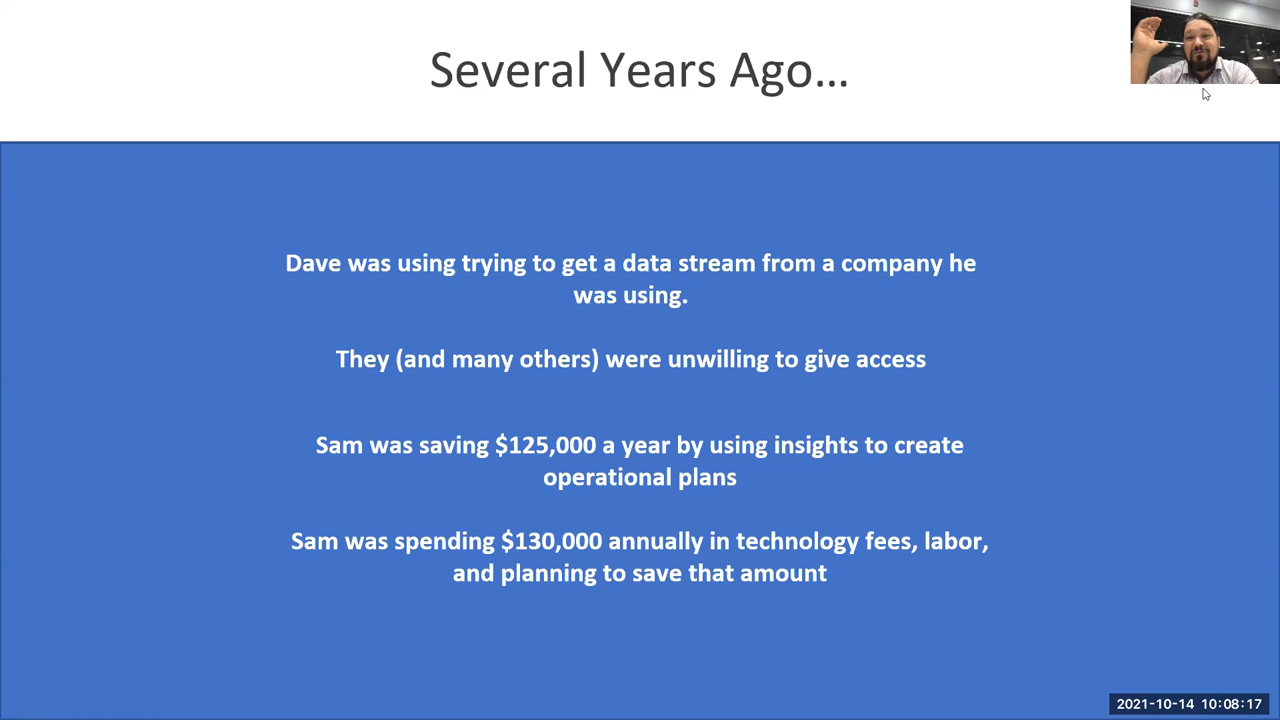 Several Years Ago…
Dave was using trying to get a data stream from a company he
was using.
They (and many others) were unwilling to give access
Sam was saving $125,000 a year by using insights to create
operational plans
Sam was spending $130,000 annually in technology fees, labor,
and planning to save that amount
2021-10-14 10:08:17